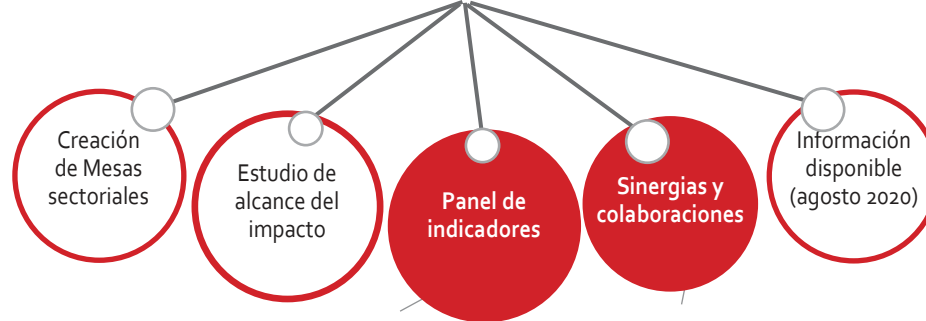 Creación
de Mesas
sectoriales
Estudio de
alcance del
impacto
Panel de
indicadores
Sinergias y
colaboraciones
Información
disponible
(agosto 2020)